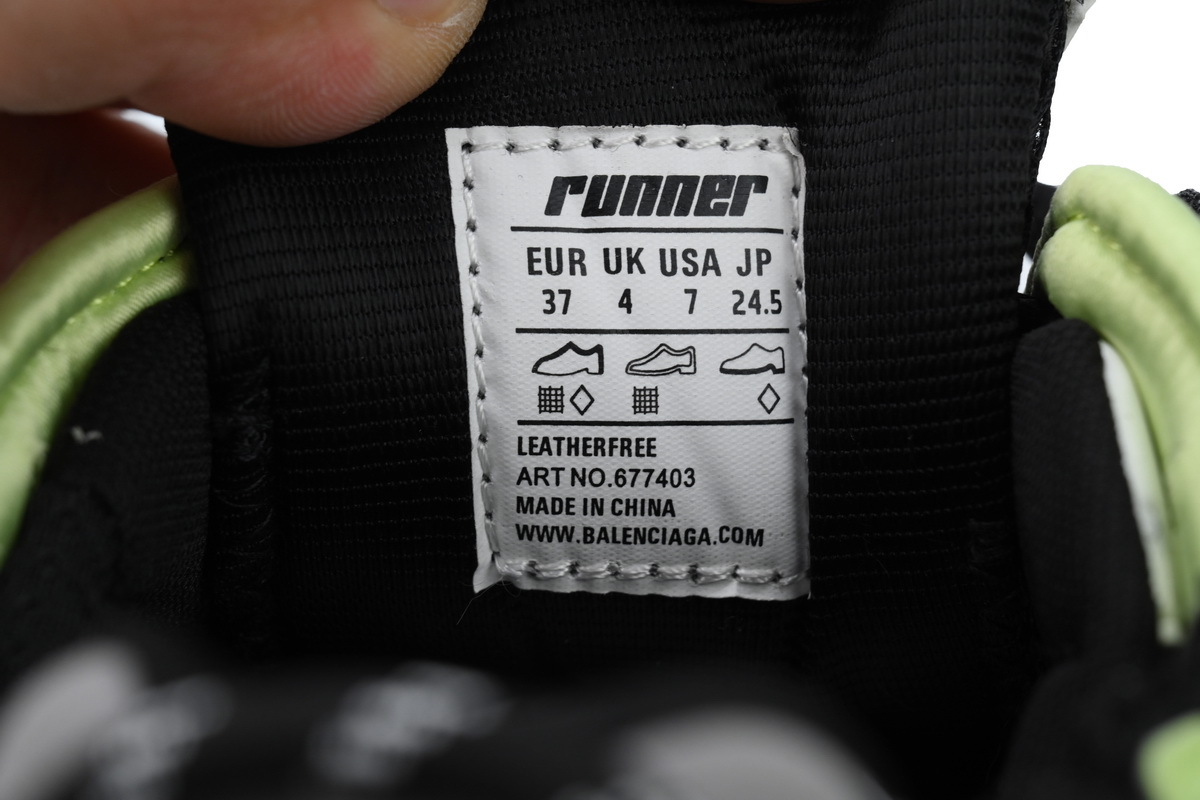 runner
EUR UK USA JP
37 4 7 24.5
LEATHERFREE
ART NO.677403
MADE IN CHINA
WWW.BALENCIAGA.COM